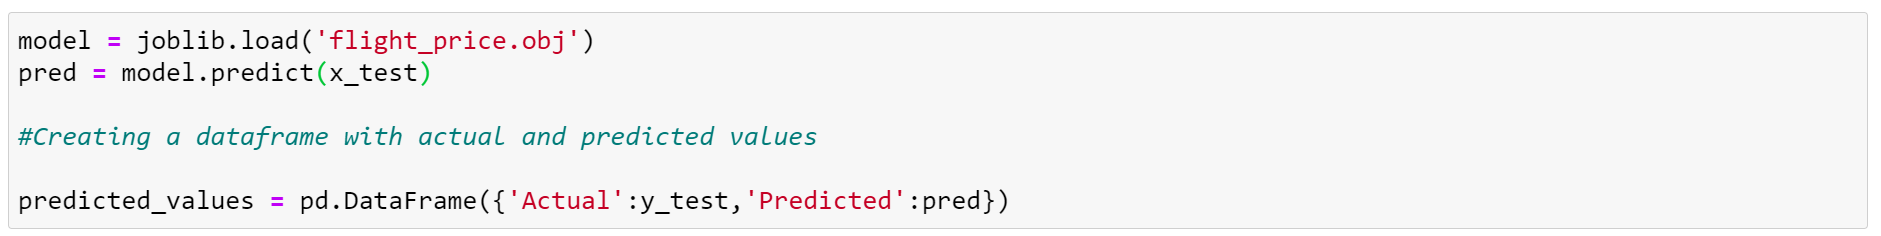 model = joblib.load('flight_price.obj')
pred = model.predict(x_test)
#Creating a dataframe with actual and predicted values
predicted_values = pd.DataFrame({'Actual':y_test,'Predicted':pred})